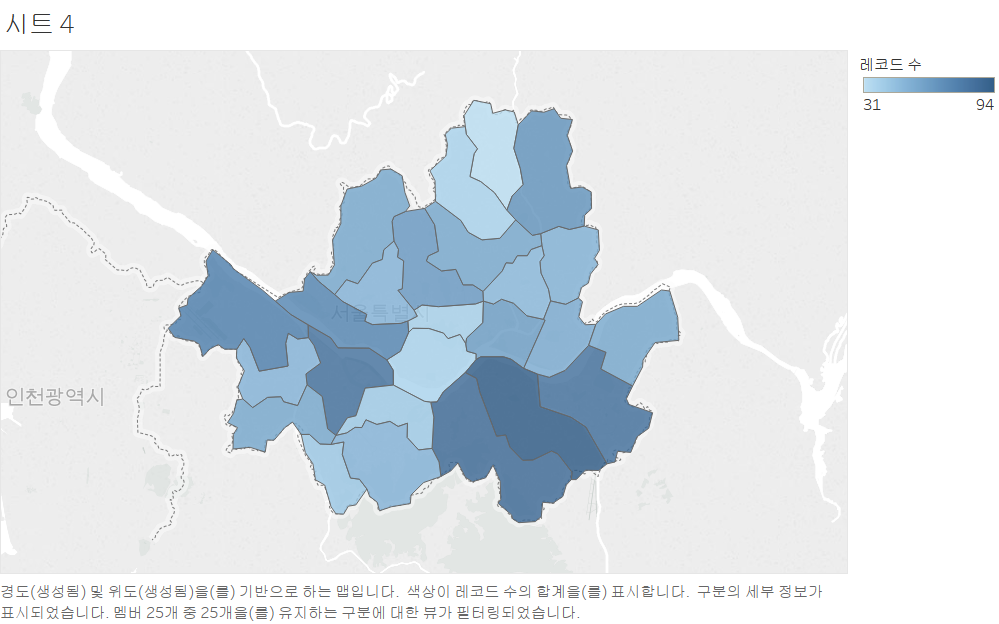 시트 4
레코드 수
31 94
서울특별시
인천광역시
경도(생성됨) 및 위도(생성됨)을(를) 기반으로 하는 맵입니다.  색상이 레코드 수의 합계을(를) 표시합니다.  구분의 세부 정보가
표시되었습니다. 멤버 25개 중 25개을(를) 유지하는 구분에 대한 뷰가 필터링되었습니다.